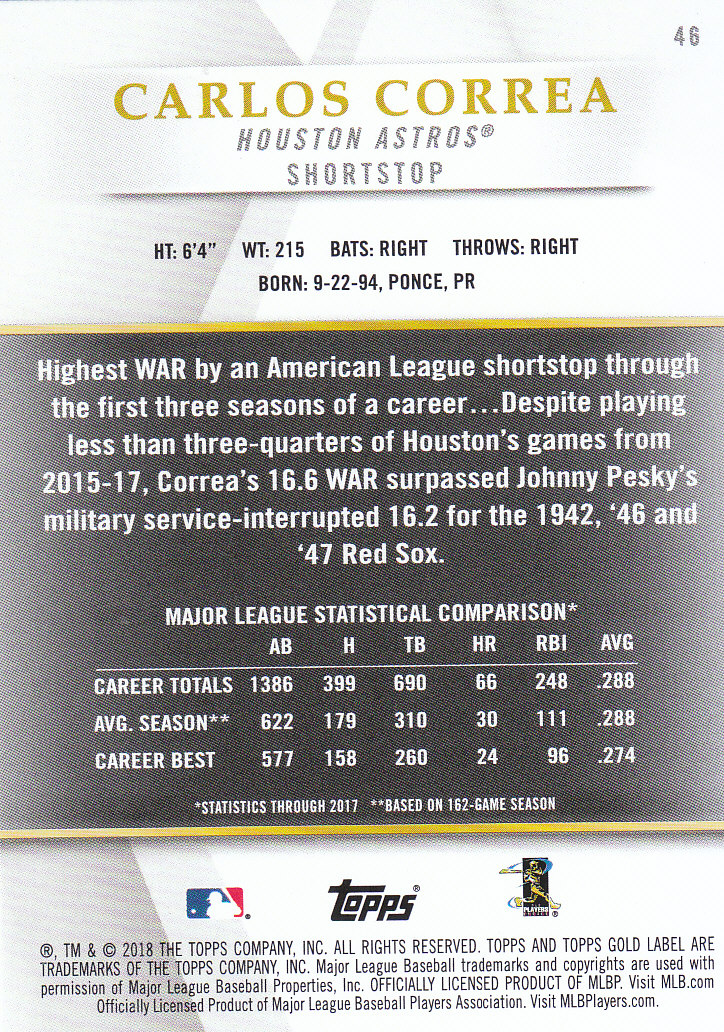 46
CARLOS CORREA
HOUSTON ASTROS®
SHORTSTOP
HT: 6'4" WT: 215 BATS: RIGHT THROWS: RIGHT
BORN: 9-22-94, PONCE, PR
Highest WAR by an American League shortstop through
the first three seasons of a career...Despite playing
less than three-quarters of Houston's games from
2015-17, Correa's 16.6 WAR surpassed Johnny Pesky's
military service-interrupted 16.2 for the 1942, '46 and
'47 Red Sox.
MAJOR LEAGUE STATISTICAL COMPARISON*
AB H TB HR RBI AVG
CAREER TOTALS 1386 399 690 66 248 .288
AVG. SEASON** 622 179 310 30 111 .288
CAREER BEST 577 158 260 24 96 .274
*STATISTICS THROUGH 2017 **BASED ON 162-GAME SEASON
topps®
PLAYERS
®
®, TM & © 2018 THE TOPPS COMPANY, INC. ALL RIGHTS RESERVED. TOPPS AND TOPPS GOLD LABEL ARE
TRADEMARKS OF THE TOPPS COMPANY, INC. Major League Baseball trademarks and copyrights are used with
permission of Major League Baseball Properties, Inc. OFFICIALLY LICENSED PRODUCT OF MLBP. Visit MLB.com
Officially Licensed Product of Major League Baseball Players Association. Visit MLBPlayers.com.